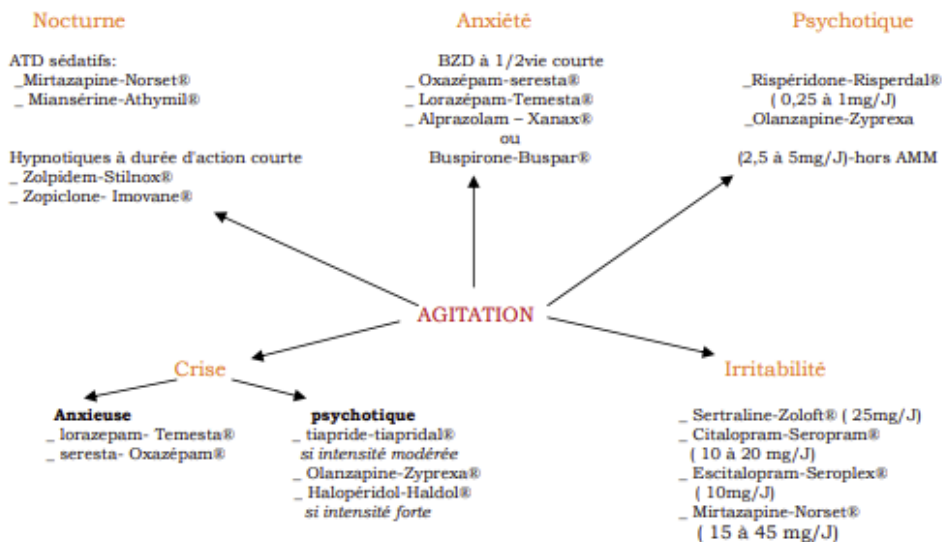 Nocturne
ATD sédatifs:
_Mirtazapine-Norset®
_ Miansérine-Athymil®
Hypnotiques à durée d'action courte
_ Zolpidem-Stilnox®
_ Zopiclone- Imovane®
Anxiété
BZD à 1/2vie courte
_ Oxazépam-seresta®
_ Lorazépam-Temesta®
_ Alprazolam – Xanax®
ou
Buspirone-Buspar®
Psychotique
_Rispéridone-Risperdal®
( 0,25 à 1mg/J)
_Olanzapine-Zyprexa
(2,5 à 5mg/J)-hors AMM
AGITATION
Crise
Anxieuse
_ lorazepam- Temesta®
_ seresta- Oxazépam®
psychotique
_ tiapride-tiapridal®
si intensité modérée
_ Olanzapine-Zyprexa®
_ Halopéridol-Haldol®
si intensité forte
Irritabilité
_ Sertraline-Zoloft® ( 25mg/J)
_ Citalopram-Seropram®
( 10 à 20 mg/J)
_ Escitalopram-Seroplex®
( 10mg/J)
_ Mirtazapine-Norset®
( 15 à 45 mg/J)